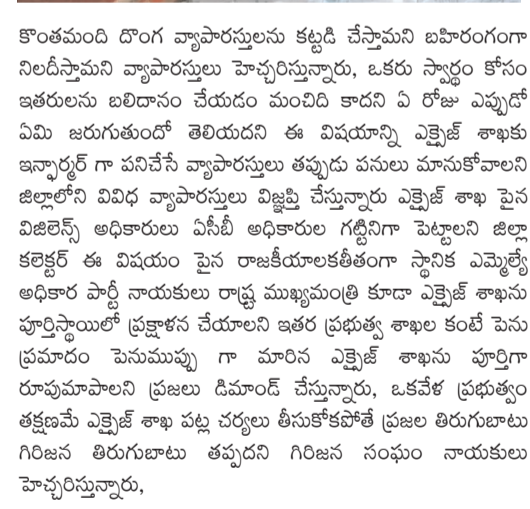 కొంతమంది దొంగ వ్యాపారస్తులను కట్టడి చేస్తామని బహిరంగంగా
నిలదీస్తామని వ్యాపారస్తులు హెచ్చరిస్తున్నారు, ఒకరు స్వార్థం కోసం
ఇతరులను బలిదానం చేయడం మంచిది కాదని ఏ రోజు ఎప్పుడో
ఏమి జరుగుతుందో తెలియదని ఈ విషయాన్ని ఎక్సైజ్ శాఖకు
ఇన్ఫార్మర్ గా పనిచేసే వ్యాపారస్తులు తప్పుడు పనులు మానుకోవాలని
జిల్లాలోని వివిధ వ్యాపారస్తులు విజ్ఞప్తి చేస్తున్నారు ఎక్సైజ్ శాఖ పైన
విజిలెన్స్ అధికారులు ఏసీబీ అధికారుల గట్టినిగా పెట్టాలని జిల్లా
కలెక్టర్ ఈ విషయం పైన రాజకీయాలకతీతంగా స్థానిక ఎమ్మెల్యే
అధికార పార్టీ నాయకులు రాష్ట్ర ముఖ్యమంత్రి కూడా ఎక్సైజ్ శాఖను
పూర్తిస్థాయిలో ప్రక్షాళన చేయాలని ఇతర ప్రభుత్వ శాఖల కంటే పెను
ప్రమాదం పెనుముప్పు గా మారిన ఎక్సైజ్ శాఖను పూర్తిగా
రూపుమాపాలని ప్రజలు డిమాండ్ చేస్తున్నారు, ఒకవేళ ప్రభుత్వం
తక్షణమే ఎక్సైజ్ శాఖ పట్ల చర్యలు తీసుకోకపోతే ప్రజల తిరుగుబాటు
గిరిజన తిరుగుబాటు తప్పదని గిరిజన సంఘం నాయకులు
హెచ్చరిస్తున్నారు,